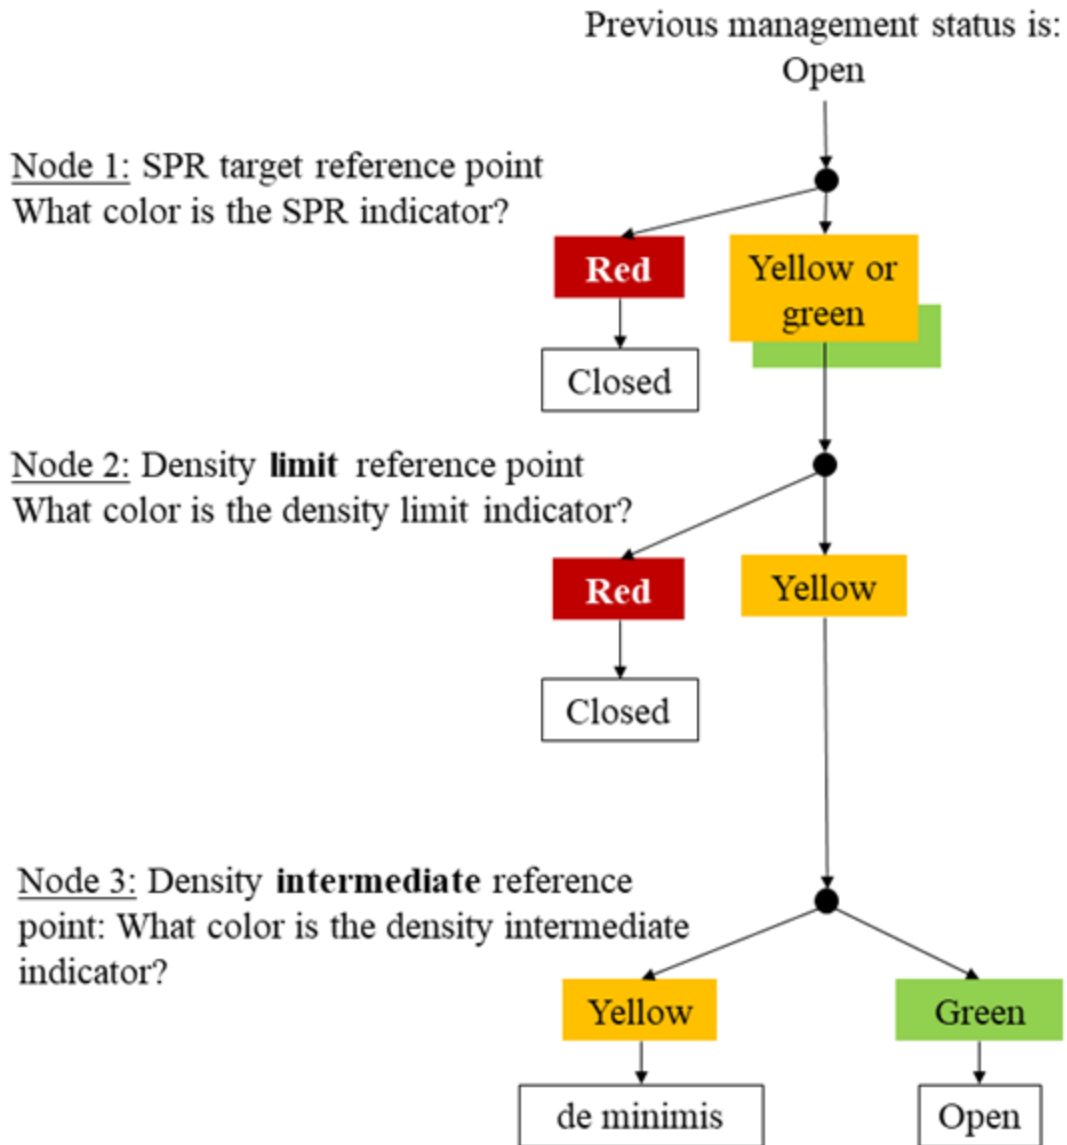 Previous management status is:
Open
Node 1: SPR target reference point
What color is the SPR indicator?
Red
Yellow or
green
Closed
Node 2: Density limit reference point
What color is the density limit indicator?
Red
Yellow
Closed
Node 3: Density intermediate reference
point: What color is the density intermediate
indicator?
Yellow
Green
de minimis
Open